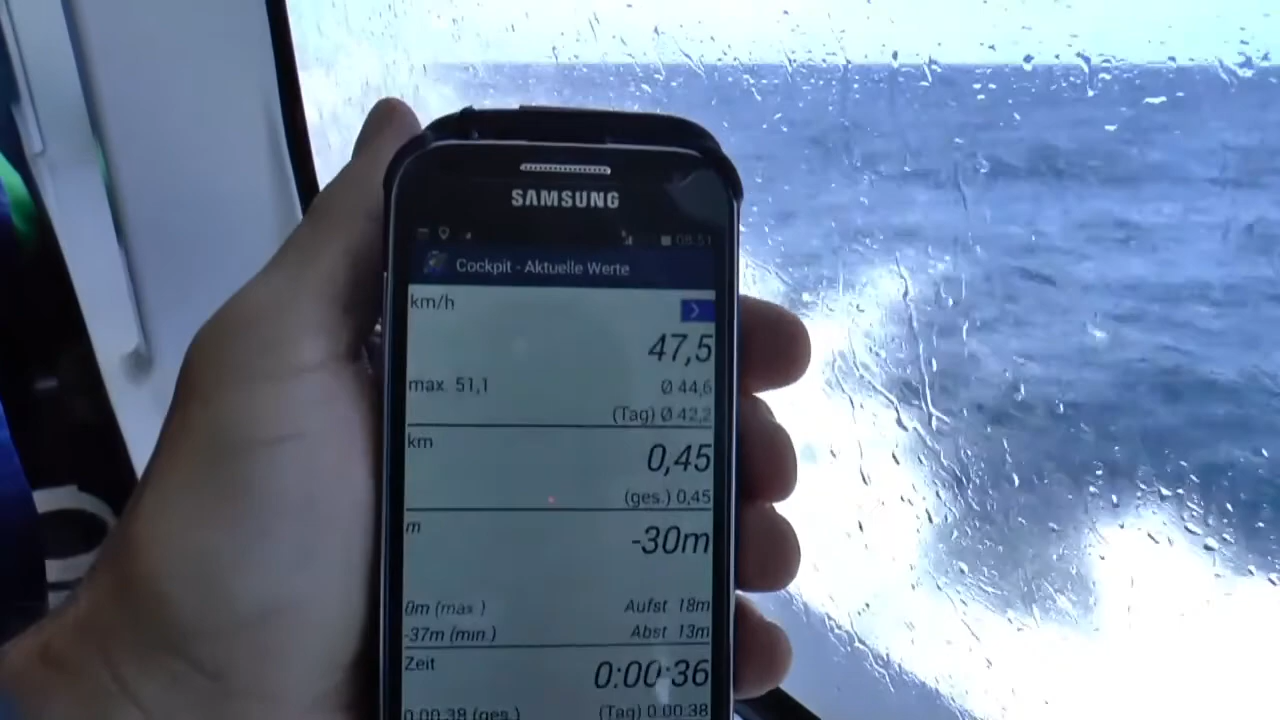 SAMSUNG
08:51
Cockpit - Aktuelle Werte
km/h
47,5
max. 51,1 Ø 44,6
(Tag) Ø 42,2
km
0,45
(ges.) 0,45
m
-30m
0m (max.) Aufst 18m
-37m (min.) Abst 13m
Zeit
0:00:36
0:00:38 (ges.) (Tag) 0:00:38